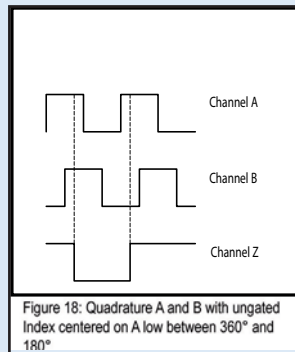 Channel A
Channel B
Channel Z
Figure 18: Quadrature A and B with ungated
Index centered on A low between 360° and
180°